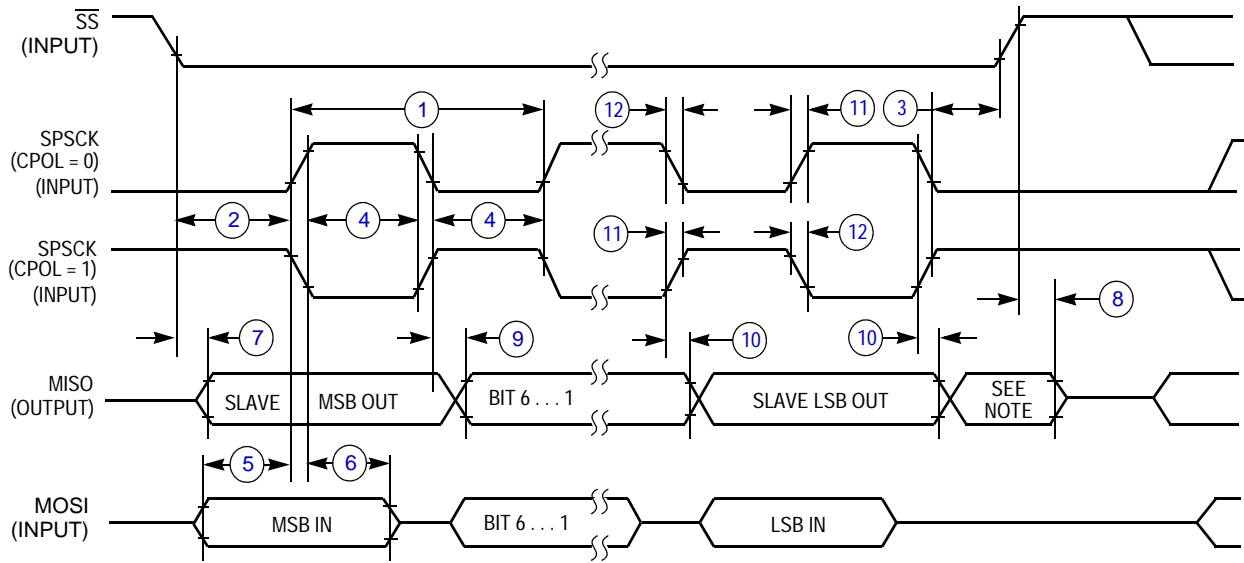 SS
(INPUT)
1
12
11
3
SPSCK
(CPOL = 0)
(INPUT)
2
4
4
SPSCK
(CPOL = 1)
(INPUT)
11
12
7
9
10
10
8
MISO
(OUTPUT)
SLAVE
MSB OUT
BIT 6 . . . 1
SLAVE LSB OUT
SEE
NOTE
5
6
MOSI
(INPUT)
MSB IN
BIT 6 . . . 1
LSB IN